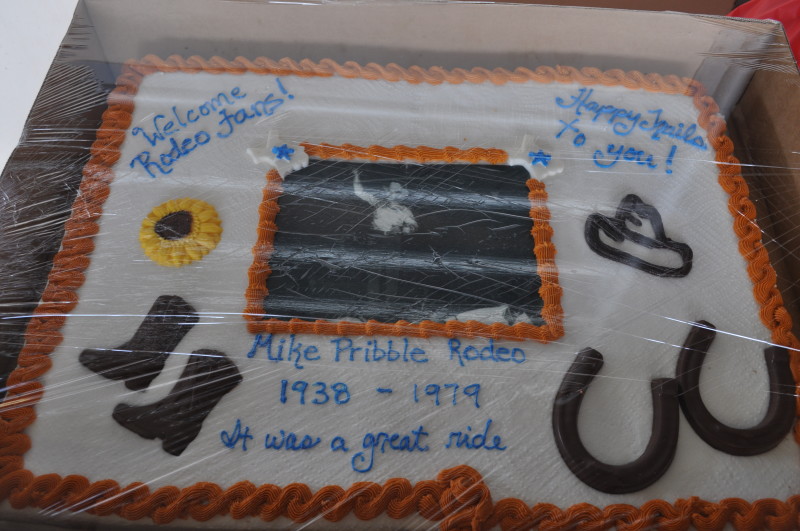 Welcome
Rodeo fans!
Happy Trails
to you!
Mike Pribble Rodeo
1938 - 1979
It was a great ride